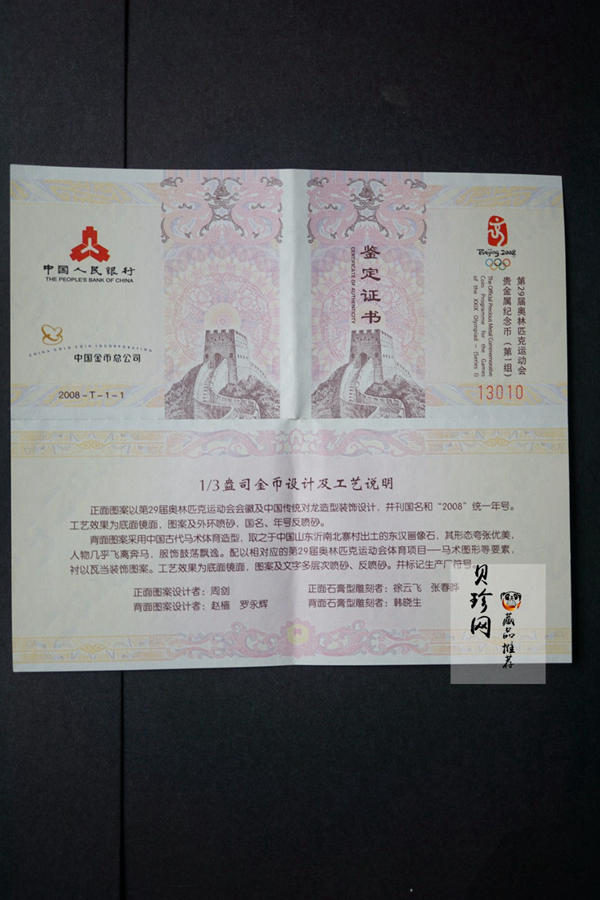 中国人民银行
THE PEOPLE'S BANK OF CHINA
CHINA GOLD COIN INCORPORATION
中国金币总公司
2008-T-1-1
鉴定证书
CERTIFICATE OF AUTHENTICITY
Beijing 2008
第29届奥林匹克运动会
贵金属纪念币（第一组）
The Official Precious Metal Commemorative
Coin Programme for the Games
of the XXIX Olympiad - (Series I)
13010
1/3盎司金币设计及工艺说明
正面图案以第29届奥林匹克运动会会徽及中国传统对龙造型装饰设计，并刊国名和“2008”统一年号。
工艺效果为底面镜面，图案及外环喷砂，国名、年号反喷砂。
背面图案采用中国古代马术体育造型，取之于中国山东沂南北寨村出土的东汉画像石，其形态夸张优美，
人物几乎飞离奔马，服饰鼓荡飘逸。配以相对应的第29届奥林匹克运动会体育项目——马术图形等要素，
衬以瓦当装饰图案。工艺效果为底面镜面，图案及文字多层次喷砂、反喷砂。并标记生产厂符号。
正面图案设计者：周剑 正面石膏型雕刻者：徐云飞 张春晔
背面图案设计者：赵樯 罗永辉 背面石膏型雕刻者：韩晓生
贝珍网
藏品推荐